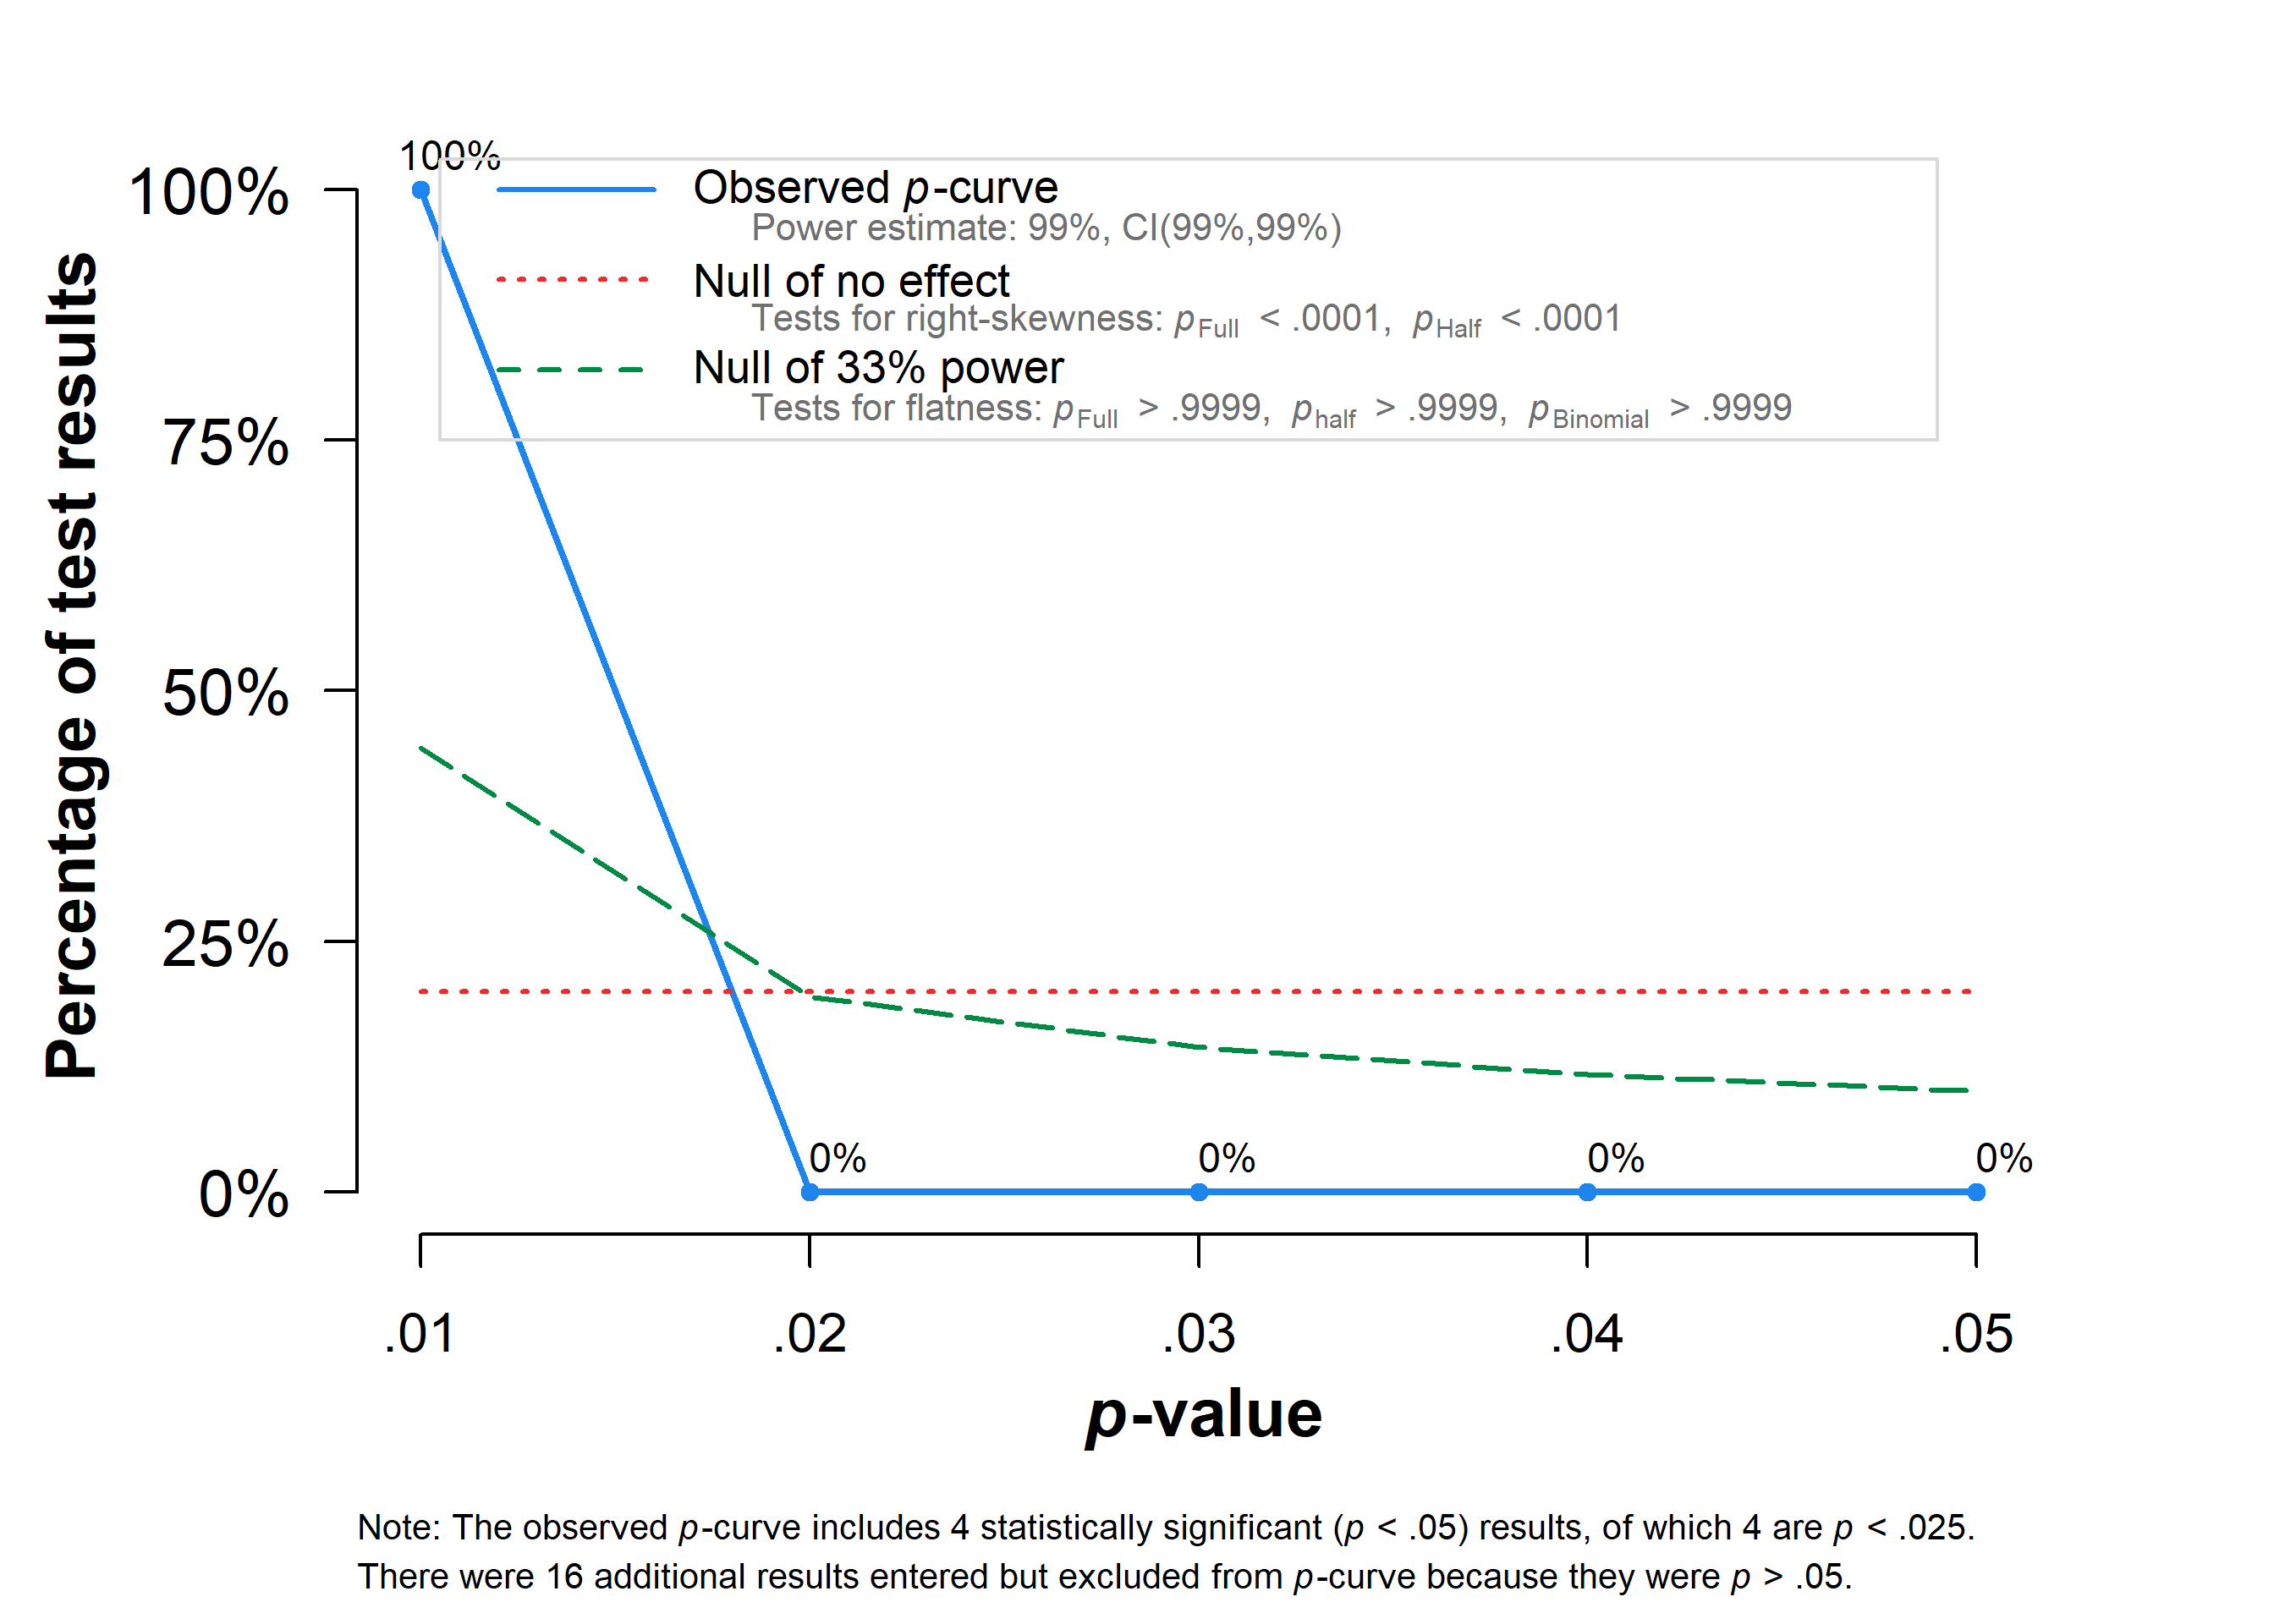 100%
100%
75%
50%
25%
0%
Percentage of test results
Observed p-curve
Power estimate: 99%, CI(99%,99%)
Null of no effect
Tests for right-skewness: pFull < .0001, pHalf < .0001
Null of 33% power
Tests for flatness: pFull > .9999, phalf > .9999, pBinomial > .9999
0% 0% 0% 0%
.01 .02 .03 .04 .05
p-value
Note: The observed p-curve includes 4 statistically significant (p < .05) results, of which 4 are p < .025.
There were 16 additional results entered but excluded from p-curve because they were p > .05.